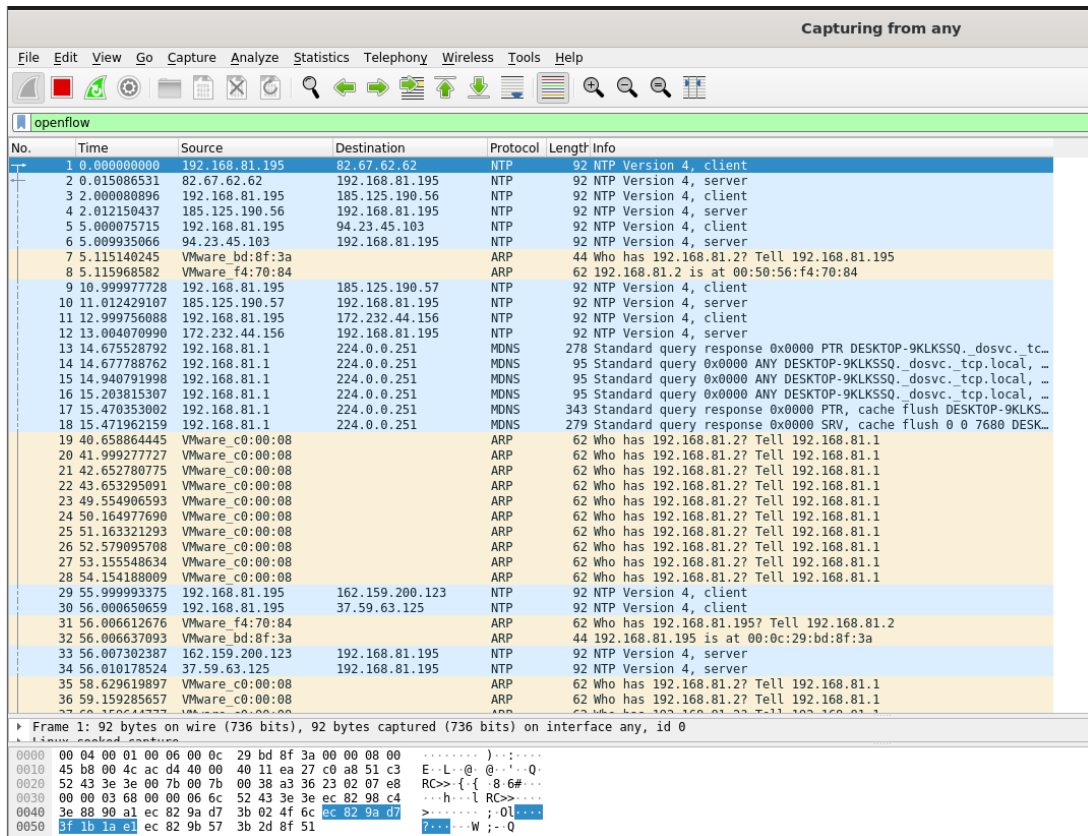 Capturing from any
File Edit View Go Capture Analyze Statistics Telephony Wireless Tools Help
openflow
No. Time Source Destination Protocol Length Info
1 0.000000000 192.168.81.195 82.67.62.62 NTP 92 NTP Version 4, client
2 0.015086531 82.67.62.62 192.168.81.195 NTP 92 NTP Version 4, server
3 2.000080896 192.168.81.195 185.125.190.56 NTP 92 NTP Version 4, client
4 2.012150437 185.125.190.56 192.168.81.195 NTP 92 NTP Version 4, server
5 5.000075715 192.168.81.195 94.23.45.103 NTP 92 NTP Version 4, client
6 5.009935066 94.23.45.103 192.168.81.195 NTP 92 NTP Version 4, server
7 5.115140245 VMware_bd:8f:3a ARP 44 Who has 192.168.81.2? Tell 192.168.81.195
8 5.115968582 VMware_f4:70:84 ARP 62 192.168.81.2 is at 00:50:56:f4:70:84
9 10.999977728 192.168.81.195 185.125.190.57 NTP 92 NTP Version 4, client
10 11.012429107 185.125.190.57 192.168.81.195 NTP 92 NTP Version 4, server
11 12.999756088 192.168.81.195 172.232.44.156 NTP 92 NTP Version 4, client
12 13.004070990 172.232.44.156 192.168.81.195 NTP 92 NTP Version 4, server
13 14.675528792 192.168.81.1 224.0.0.251 MDNS 278 Standard query response 0x0000 PTR DESKTOP-9KLKSSQ._dosvc._tc…
14 14.677788762 192.168.81.1 224.0.0.251 MDNS 95 Standard query 0x0000 ANY DESKTOP-9KLKSSQ._dosvc._tcp.local, …
15 14.940791998 192.168.81.1 224.0.0.251 MDNS 95 Standard query 0x0000 ANY DESKTOP-9KLKSSQ._dosvc._tcp.local, …
16 15.203815307 192.168.81.1 224.0.0.251 MDNS 95 Standard query 0x0000 ANY DESKTOP-9KLKSSQ._dosvc._tcp.local, …
17 15.470353002 192.168.81.1 224.0.0.251 MDNS 343 Standard query response 0x0000 PTR, cache flush DESKTOP-9KLKS…
18 15.471962159 192.168.81.1 224.0.0.251 MDNS 279 Standard query response 0x0000 SRV, cache flush 0 0 7680 DESK…
19 40.658864445 VMware_c0:00:08 ARP 62 Who has 192.168.81.2? Tell 192.168.81.1
20 41.999277727 VMware_c0:00:08 ARP 62 Who has 192.168.81.2? Tell 192.168.81.1
21 42.652780775 VMware_c0:00:08 ARP 62 Who has 192.168.81.2? Tell 192.168.81.1
22 43.653295091 VMware_c0:00:08 ARP 62 Who has 192.168.81.2? Tell 192.168.81.1
23 49.554906593 VMware_c0:00:08 ARP 62 Who has 192.168.81.2? Tell 192.168.81.1
24 50.164977690 VMware_c0:00:08 ARP 62 Who has 192.168.81.2? Tell 192.168.81.1
25 51.163321293 VMware_c0:00:08 ARP 62 Who has 192.168.81.2? Tell 192.168.81.1
26 52.579095708 VMware_c0:00:08 ARP 62 Who has 192.168.81.2? Tell 192.168.81.1
27 53.155548634 VMware_c0:00:08 ARP 62 Who has 192.168.81.2? Tell 192.168.81.1
28 54.154188009 VMware_c0:00:08 ARP 62 Who has 192.168.81.2? Tell 192.168.81.1
29 55.999993375 192.168.81.195 162.159.200.123 NTP 92 NTP Version 4, client
30 56.000650659 192.168.81.195 37.59.63.125 NTP 92 NTP Version 4, client
31 56.006612676 VMware_f4:70:84 ARP 62 Who has 192.168.81.195? Tell 192.168.81.2
32 56.006637093 VMware_bd:8f:3a ARP 44 192.168.81.195 is at 00:0c:29:bd:8f:3a
33 56.007302387 162.159.200.123 192.168.81.195 NTP 92 NTP Version 4, server
34 56.010178524 37.59.63.125 192.168.81.195 NTP 92 NTP Version 4, server
35 58.629619897 VMware_c0:00:08 ARP 62 Who has 192.168.81.2? Tell 192.168.81.1
36 59.159285657 VMware_c0:00:08 ARP 62 Who has 192.168.81.2? Tell 192.168.81.1
Frame 1: 92 bytes on wire (736 bits), 92 bytes captured (736 bits) on interface any, id 0
0000 00 04 00 01 00 06 00 0c 29 bd 8f 3a 00 00 08 00 ········ )··:····
0010 45 b8 00 4c ac d4 40 00 40 11 ea 27 c0 a8 51 c3 E··L··@· @··'··Q·
0020 52 43 3e 3e 00 7b 00 7b 00 38 a3 36 23 02 07 e8 RC>>·{·{ ·8·6#···
0030 00 00 03 68 00 00 06 6c 52 43 3e 3e ec 82 98 c4 ···h···l RC>>····
0040 3e 88 90 a1 ec 82 9a d7 3b 02 4f 6c ec 82 9a d7 >······· ;·Ol····
0050 3f 1b 1a e1 ec 82 9b 57 3b 2d 8f 51 ?······W ;-·Q